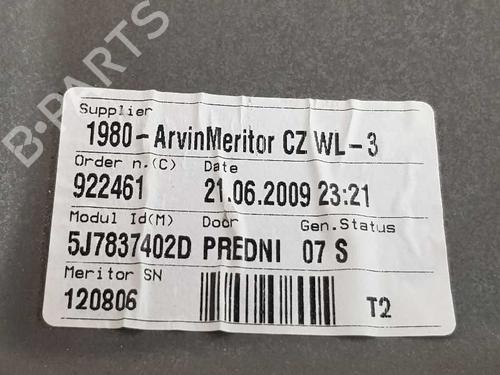 B-PARTS
Supplier
1980-ArvinMeritor CZ WL-3
Order n.(C) Date
922461 21.06.2009 23:21
Modul Id(M) Door Gen.Status
5J7837402D PREDNI 07 S
Meritor SN
120806 T2